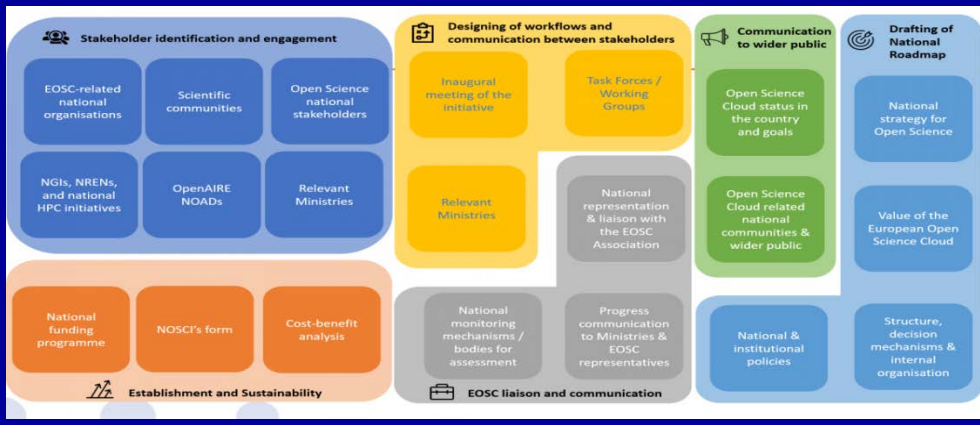 Stakeholder identification and engagement
EOSC-related
national
organisations
Scientific
communities
Open Science
national
stakeholders
NGIs, NRENs,
and national
HPC initiatives
OpenAIRE
NOADs
Relevant
Ministries
Designing of workflows and
communication between stakeholders
Inaugural
meeting of the
initiative
Task Forces /
Working
Groups
Relevant
Ministries
Communication
to wider public
Open Science
Cloud status in
the country
and goals
Open Science
Cloud related
national
communities &
wider public
Drafting of
National
Roadmap
National
strategy for
Open Science
Value of the
European Open
Science Cloud
National &
institutional
policies
Structure,
decision
mechanisms &
internal
organisation
National
funding
programme
NOSCI's form
Cost-benefit
analysis
Establishment and Sustainability
National
representation
& liaison with
the EOSC
Association
National
monitoring
mechanisms /
bodies for
assessment
Progress
communication
to Ministries &
EOSC
representatives
EOSC liaison and communication